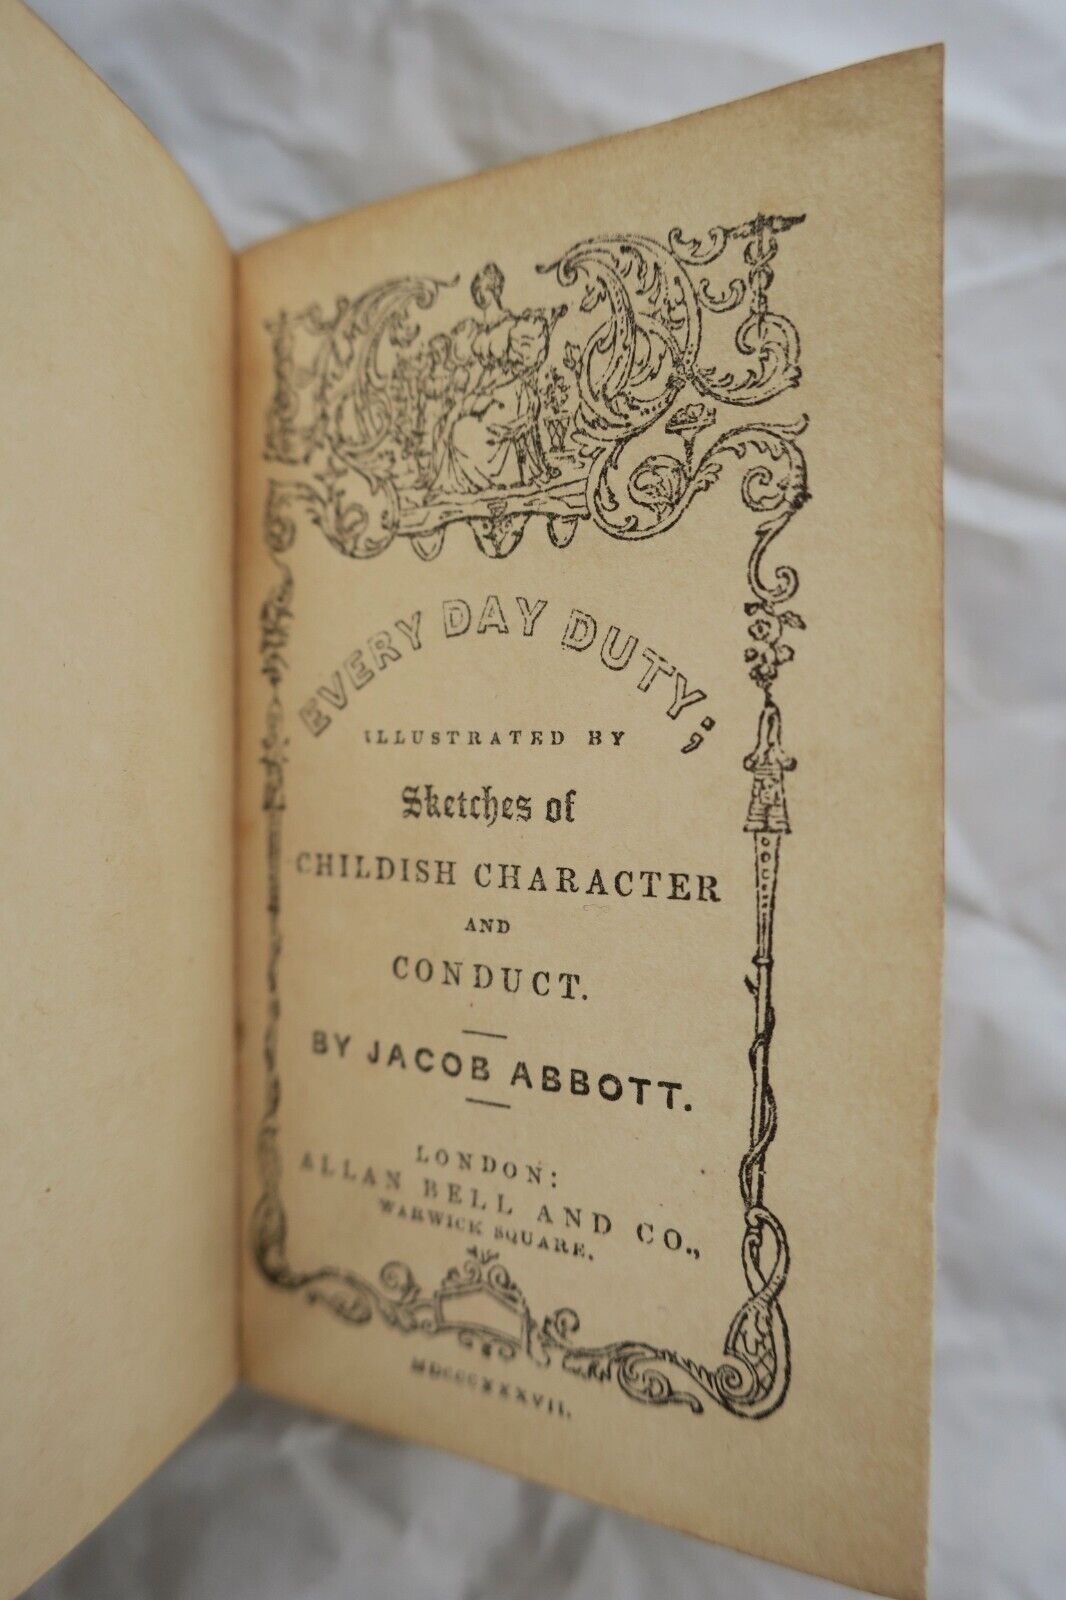 EVERY DAY DUTY;
ILLUSTRATED BY
Sketches of
CHILDISH CHARACTER
AND
CONDUCT.
BY JACOB ABBOTT.
LONDON:
ALLAN BELL AND CO.,
WARWICK SQUARE.
MDCCCXXXVII.